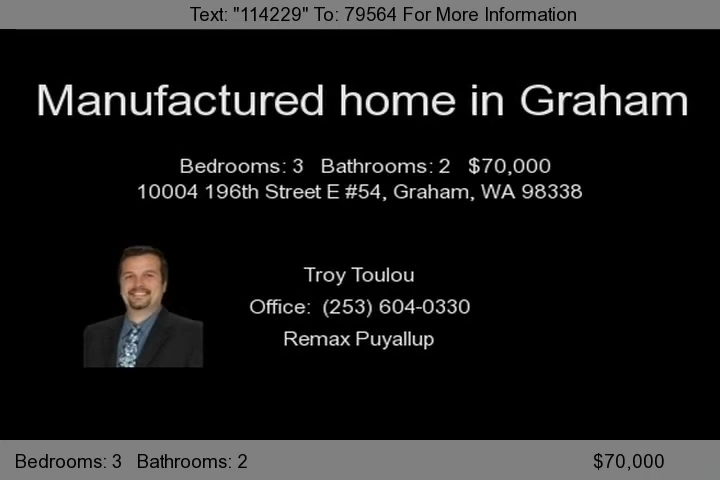 Text: "114229" To: 79564 For More Information
Manufactured home in Graham
Bedrooms: 3 Bathrooms: 2 $70,000
10004 196th Street E #54, Graham, WA 98338
Troy Toulou
Office: (253) 604-0330
Remax Puyallup
Bedrooms: 3 Bathrooms: 2 $70,000